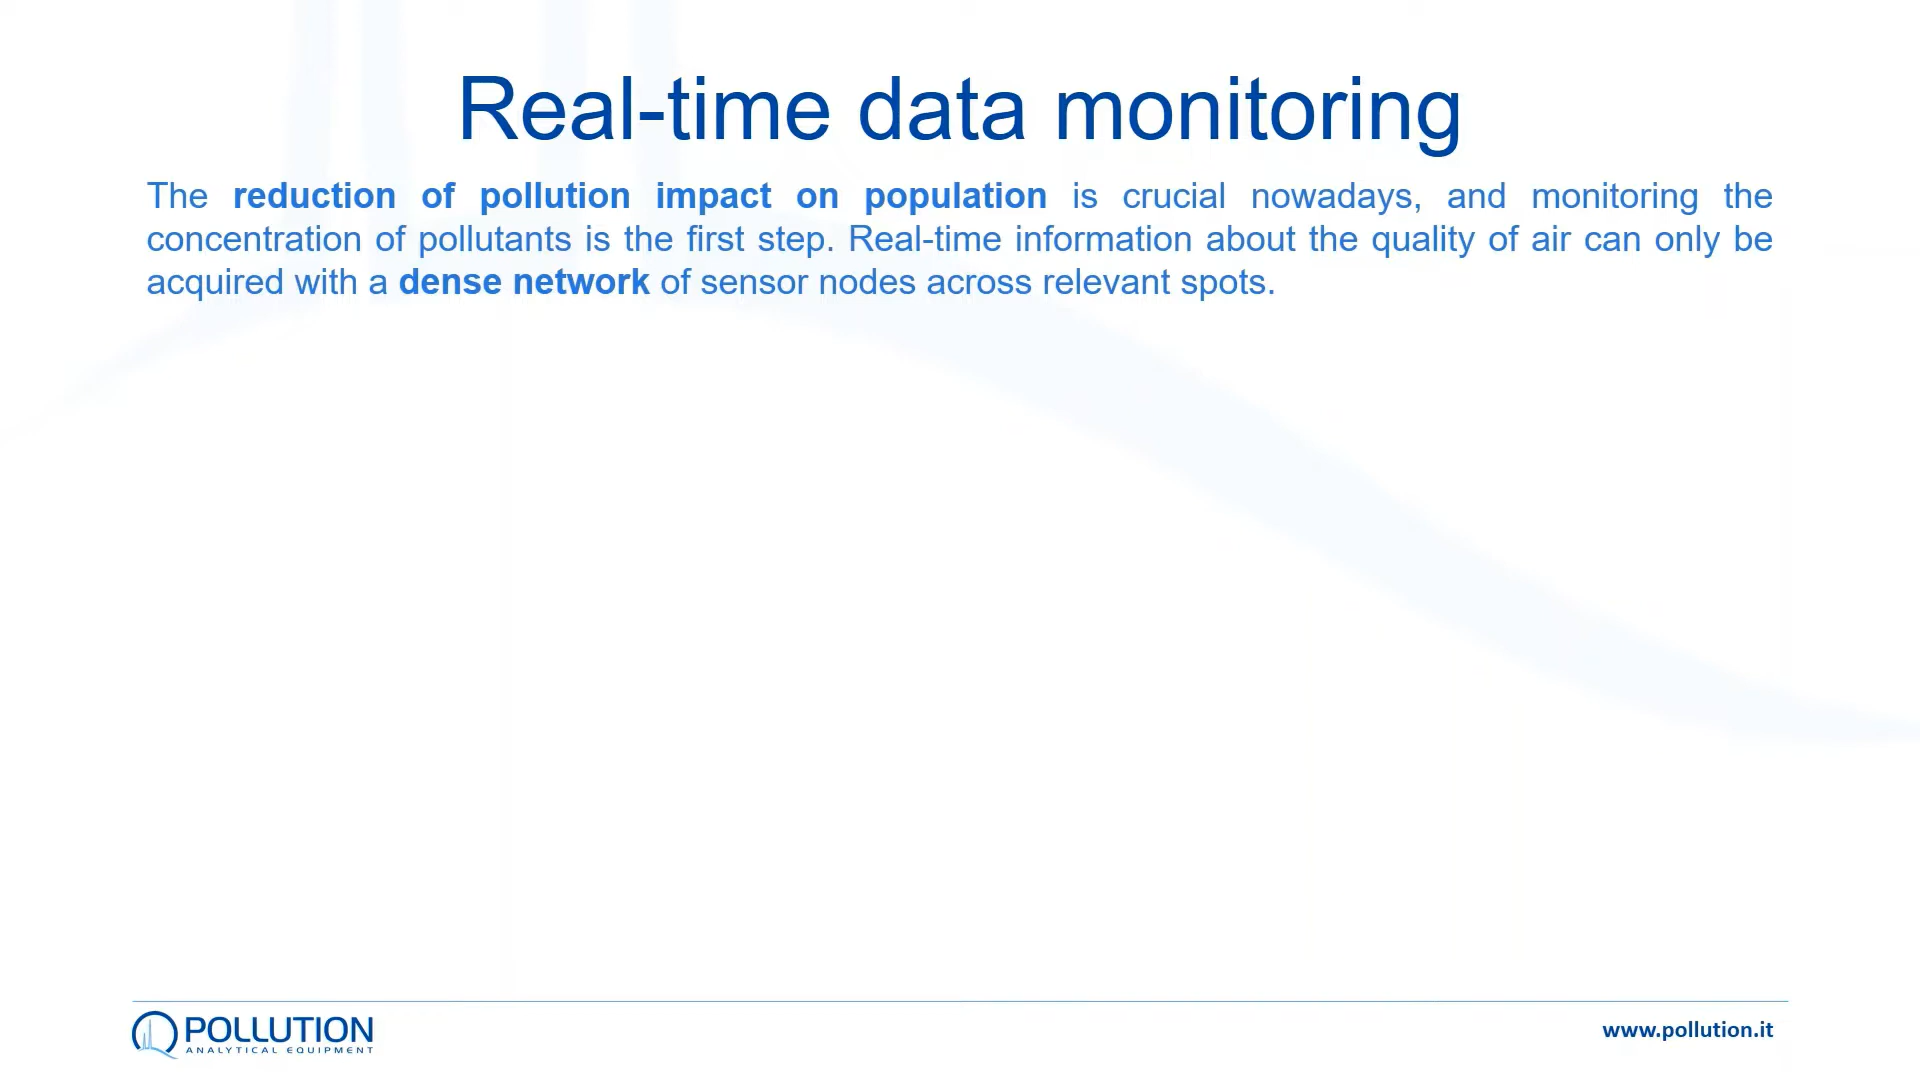 Real-time data monitoring
The reduction of pollution impact on population is crucial nowadays, and monitoring the
concentration of pollutants is the first step. Real-time information about the quality of air can only be
acquired with a dense network of sensor nodes across relevant spots.
POLLUTION
ANALYTICAL EQUIPMENT
www.pollution.it